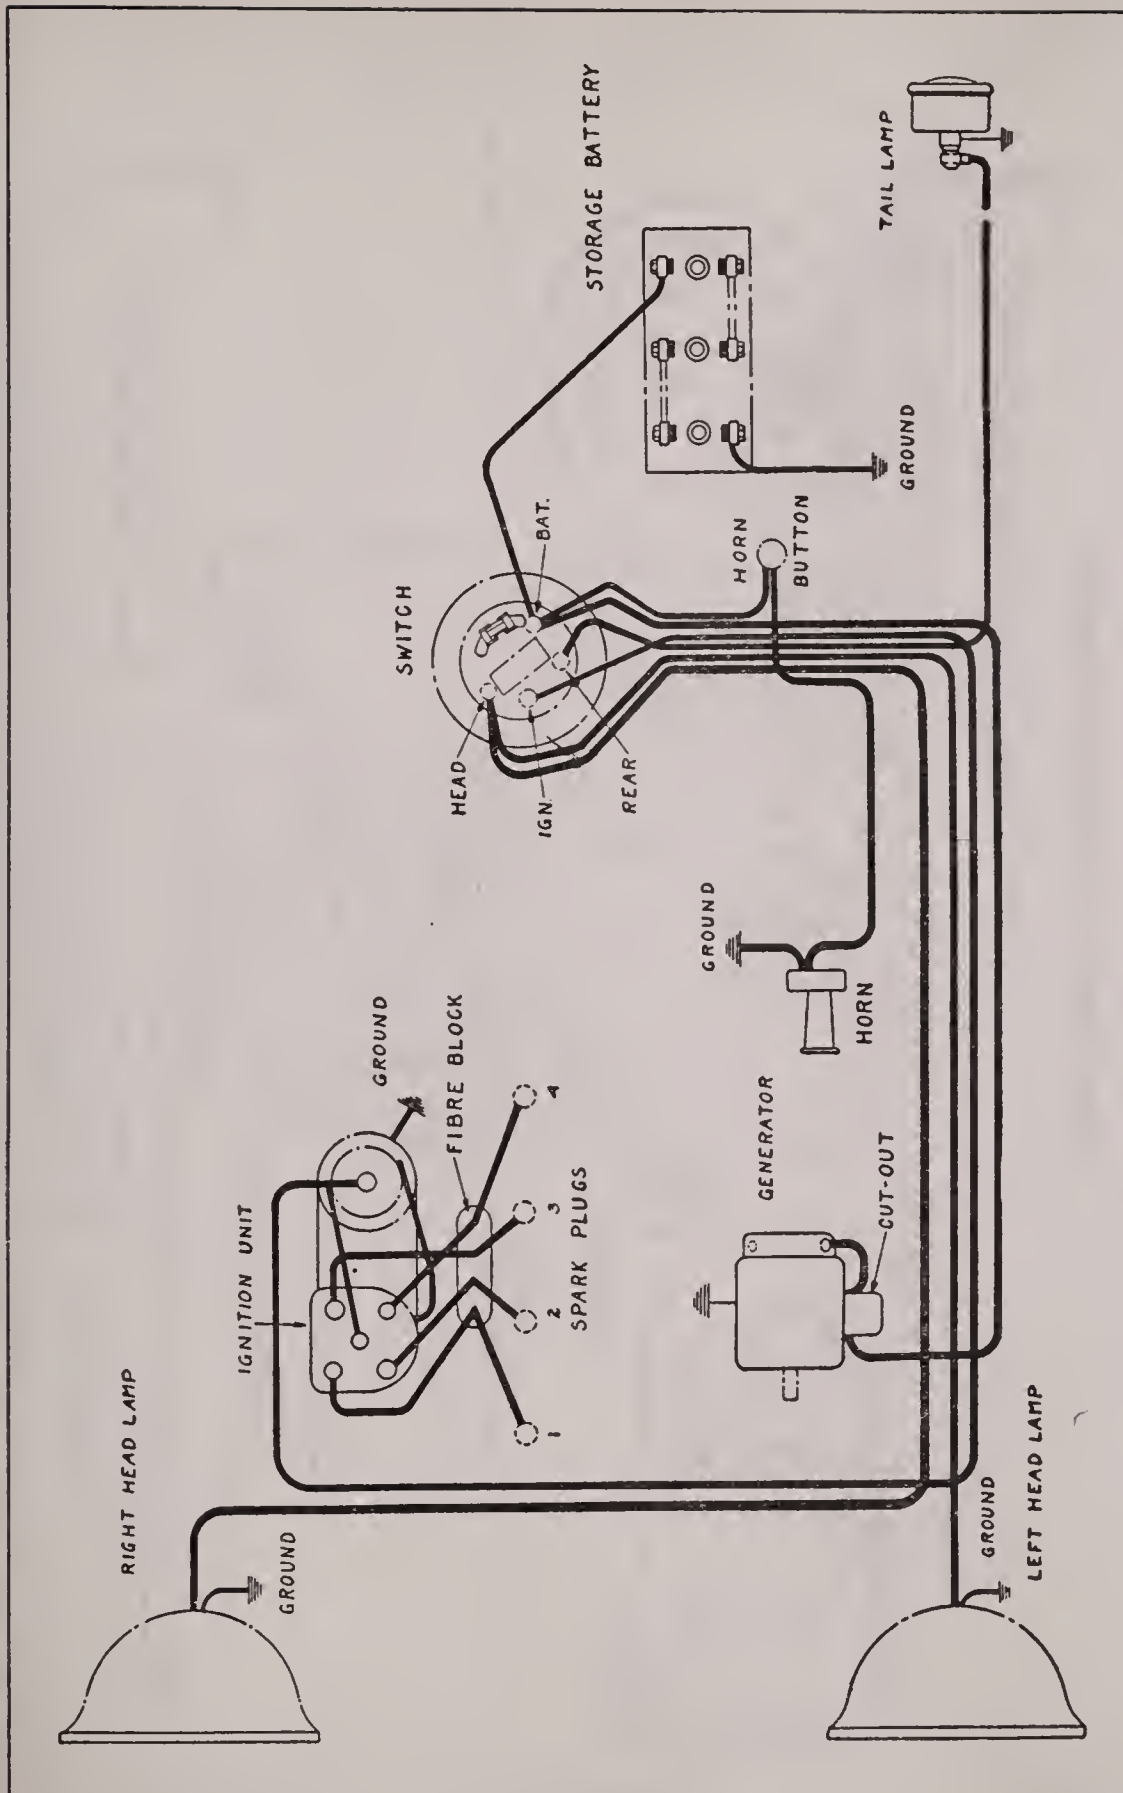 RIGHT HEAD LAMP
GROUND
IGNITION UNIT
GROUND
FIBRE BLOCK
1
2
3
4
SPARK PLUGS
SWITCH
HEAD
IGN.
REAR
BAT.
STORAGE BATTERY
GROUND
HORN
BUTTON
GROUND
HORN
GENERATOR
CUT-OUT
TAIL LAMP
GROUND
LEFT HEAD LAMP